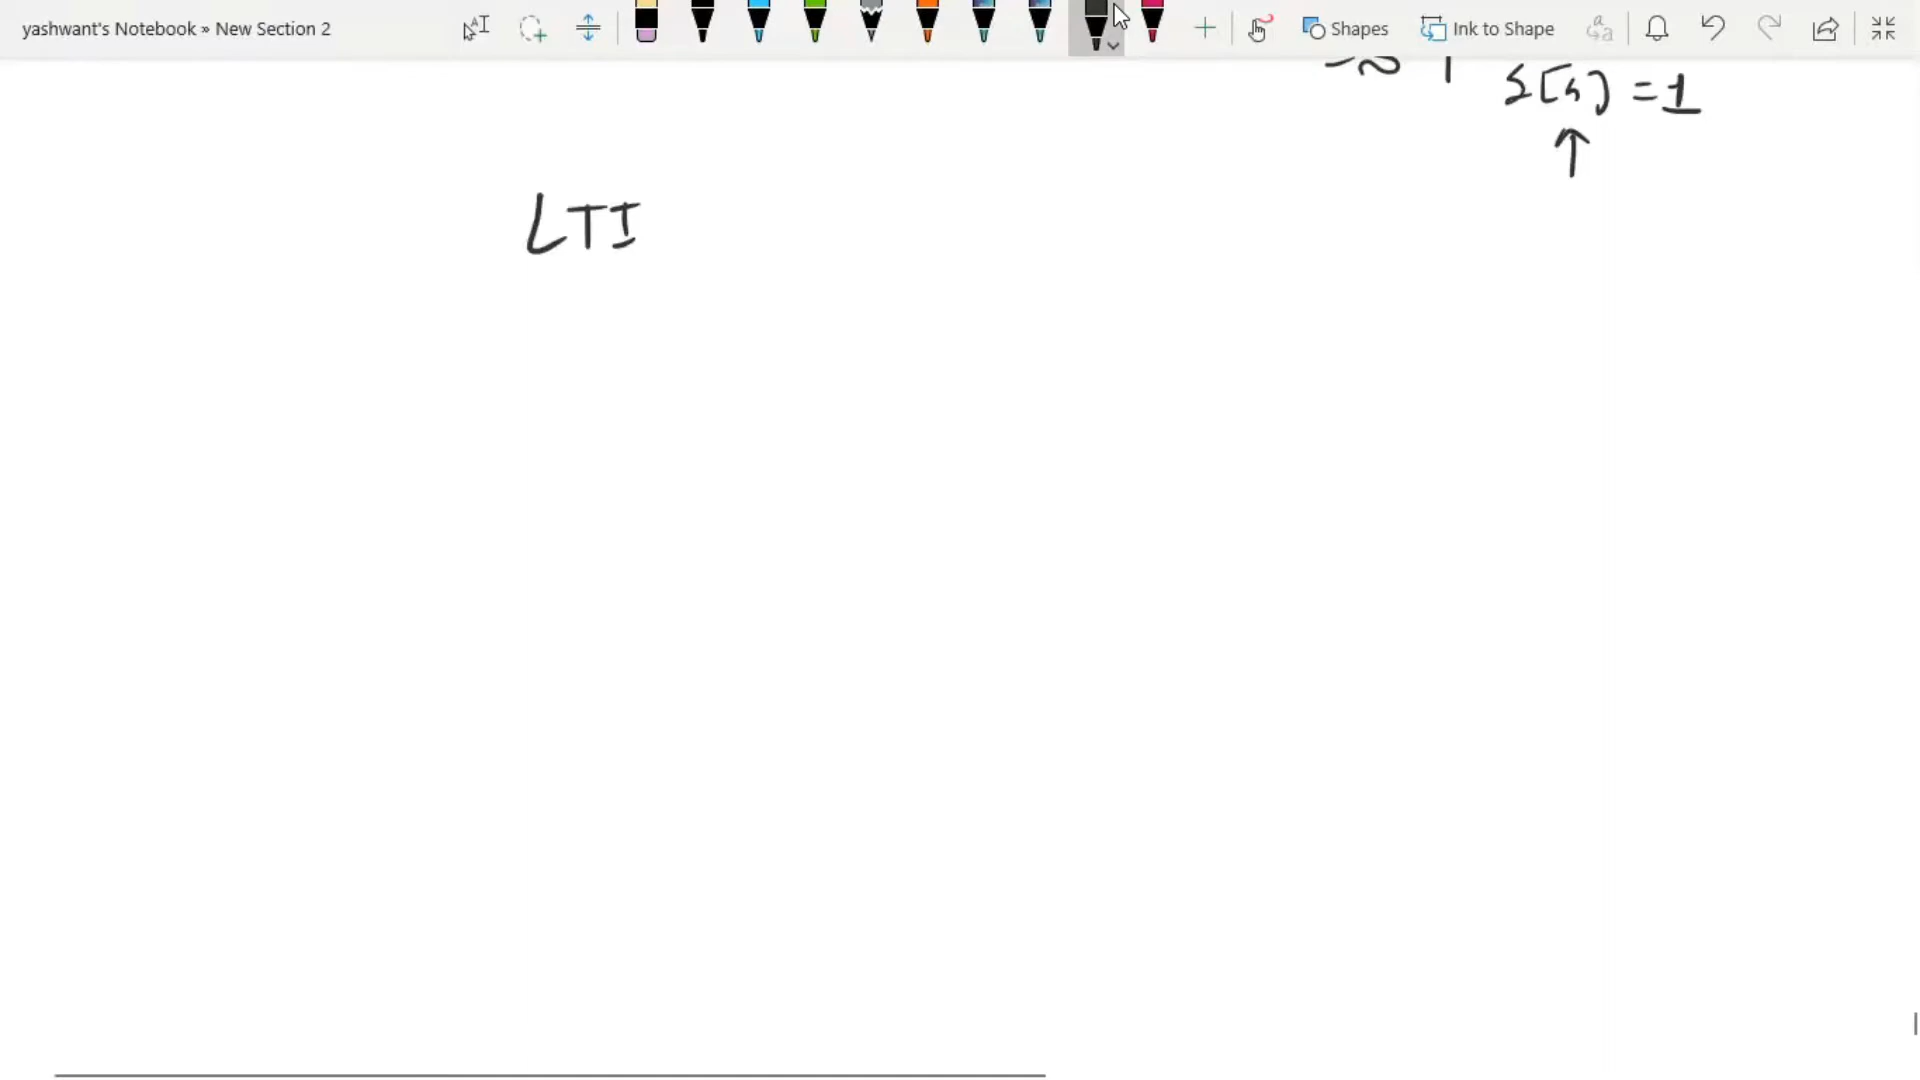 yashwant's Notebook » New Section 2
Shapes
Ink to Shape
= 1
LTI